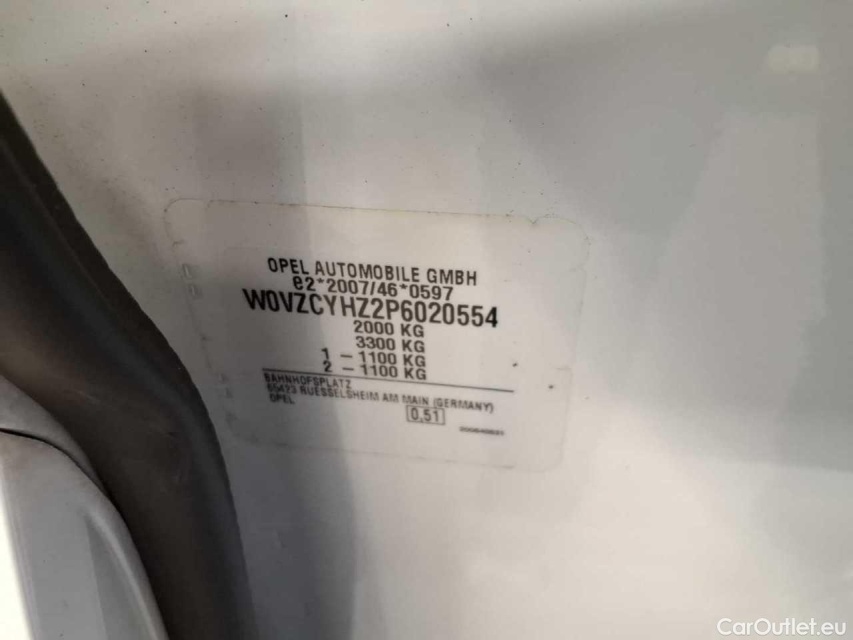 OPEL AUTOMOBILE GMBH
e2*2007/46*0597
W0VZCYHZ2P6020554
2000 KG
3300 KG
1 - 1100 KG
2 - 1100 KG
BAHNHOFSPLATZ
65423 RUESSELSHEIM AM MAIN (GERMANY)
OPEL
0,51
CarOutlet.eu